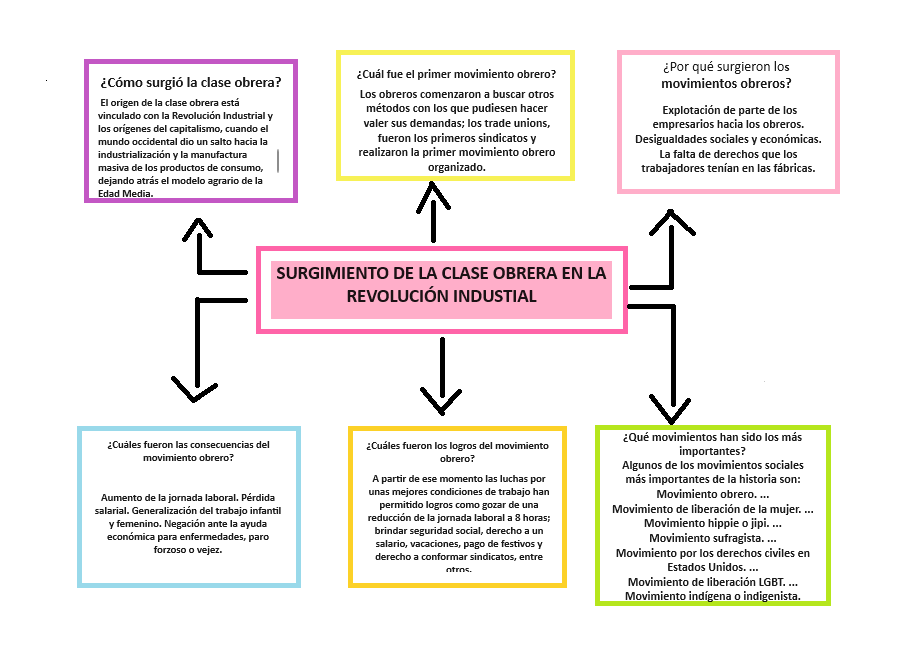 ¿Cómo surgió la clase obrera?
El origen de la clase obrera está
vinculado con la Revolución Industrial y
los orígenes del capitalismo, cuando el
mundo occidental dio un salto hacia la
industrialización y la manufactura
masiva de los productos de consumo,
dejando atrás el modelo agrario de la
Edad Media.
¿Cuál fue el primer movimiento obrero?
Los obreros comenzaron a buscar otros
métodos con los que pudiesen hacer
valer sus demandas; los trade unions,
fueron los primeros sindicatos y
realizaron la primer movimiento obrero
organizado.
¿Por qué surgieron los
movimientos obreros?
Explotación de parte de los
empresarios hacia los obreros.
Desigualdades sociales y económicas.
La falta de derechos que los
trabajadores tenían en las fábricas.
SURGIMIENTO DE LA CLASE OBRERA EN LA
REVOLUCIÓN INDUSTIAL
¿Cuáles fueron las consecuencias del
movimiento obrero?
Aumento de la jornada laboral. Pérdida
salarial. Generalización del trabajo infantil
y femenino. Negación ante la ayuda
económica para enfermedades, paro
forzoso o vejez.
¿Cuáles fueron los logros del movimiento
obrero?
A partir de ese momento las luchas por
unas mejores condiciones de trabajo han
permitido logros como gozar de una
reducción de la jornada laboral a 8 horas;
brindar seguridad social, derecho a un
salario, vacaciones, pago de festivos y
derecho a conformar sindicatos, entre
otros.
¿Qué movimientos han sido los más
importantes?
Algunos de los movimientos sociales
más importantes de la historia son:
Movimiento obrero. ...
Movimiento de liberación de la mujer. ...
Movimiento hippie o jipi. ...
Movimiento sufragista. ...
Movimiento por los derechos civiles en
Estados Unidos. ...
Movimiento de liberación LGBT. ...
Movimiento indígena o indigenista.